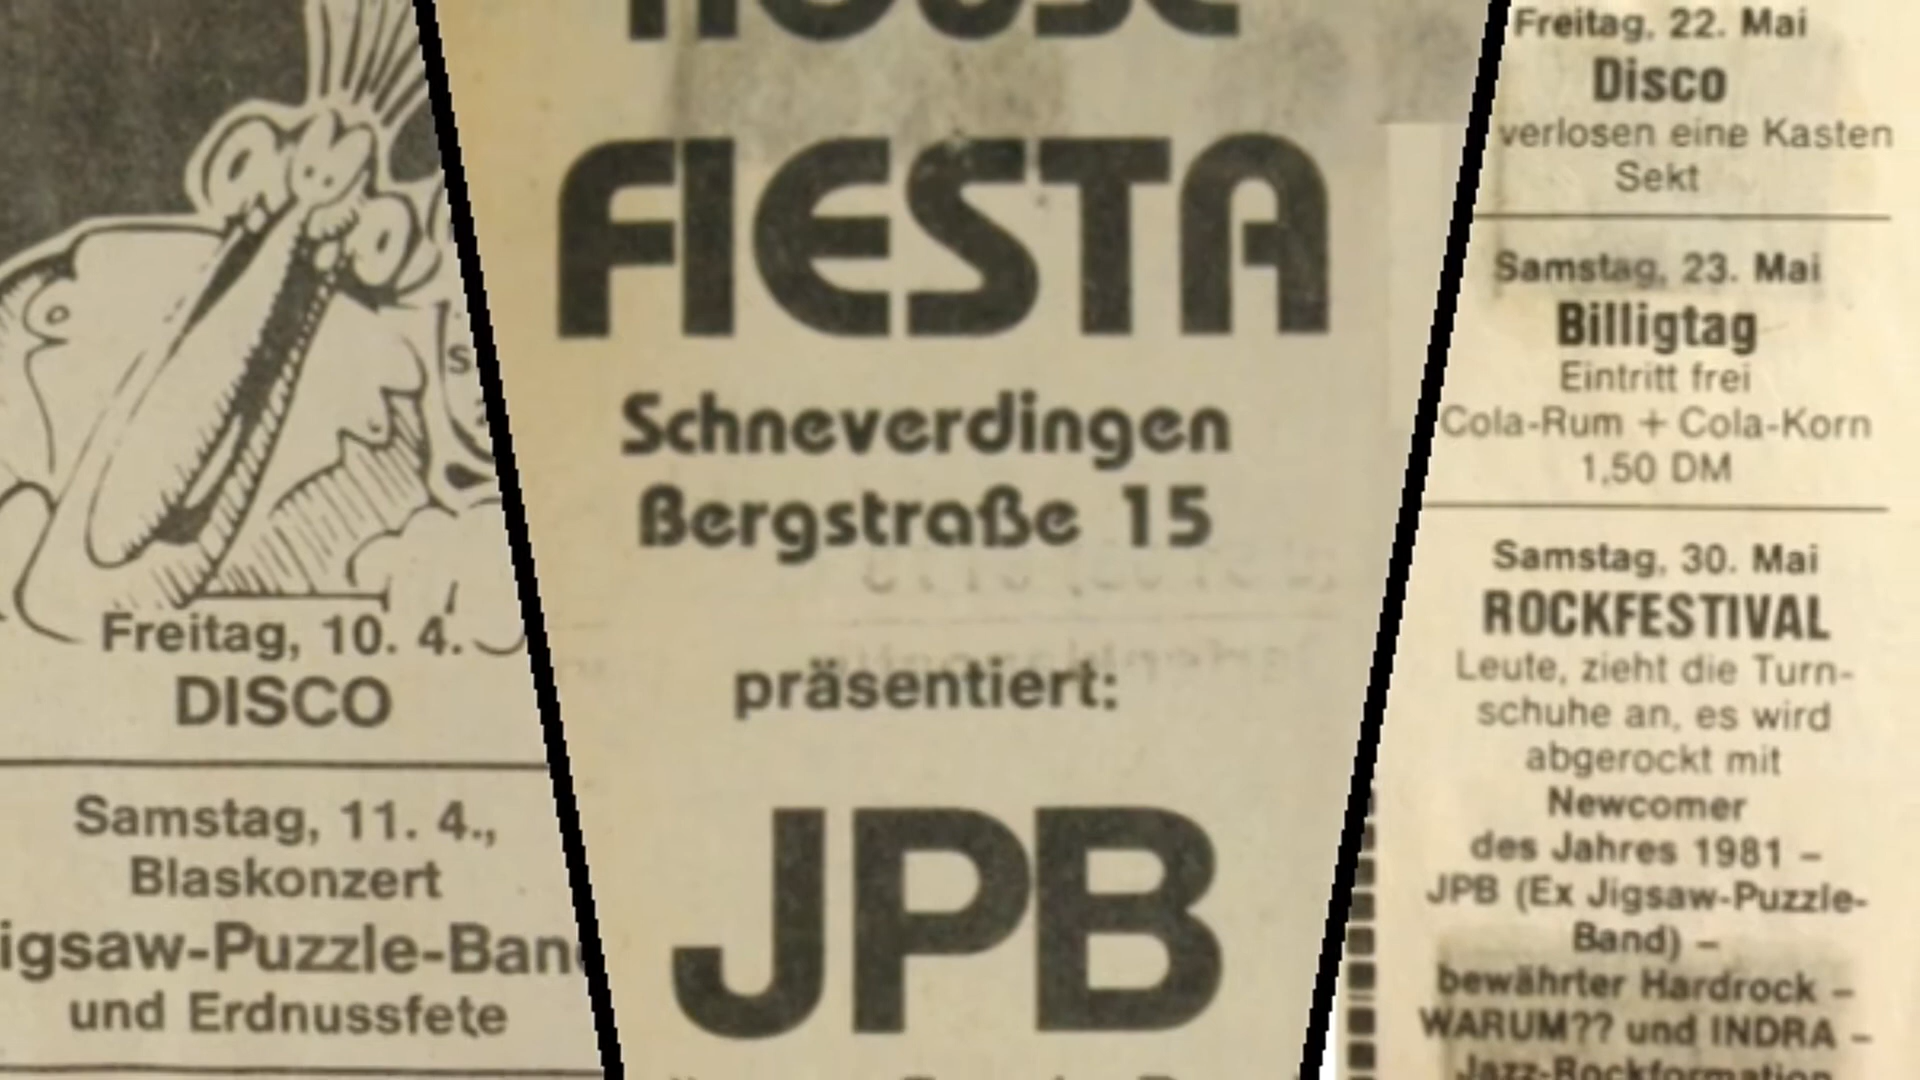 Freitag, 10. 4.
DISCO
Samstag, 11. 4.,
Blaskonzert
igsaw-Puzzle-Ban
und Erdnussfete
HOUSE
FIESTA
Schneverdingen
Bergstraße 15
präsentiert:
JPB
Freitag, 22. Mai
Disco
verlosen eine Kasten
Sekt
Samstag, 23. Mai
Billigtag
Eintritt frei
Cola-Rum + Cola-Korn
1,50 DM
Samstag, 30. Mai
ROCKFESTIVAL
Leute, zieht die Turn-
schuhe an, es wird
abgerockt mit
Newcomer
des Jahres 1981 –
JPB (Ex Jigsaw-Puzzle-
Band) –
bewährter Hardrock –
WARUM?? und INDRA –
Jazz-Rockformation